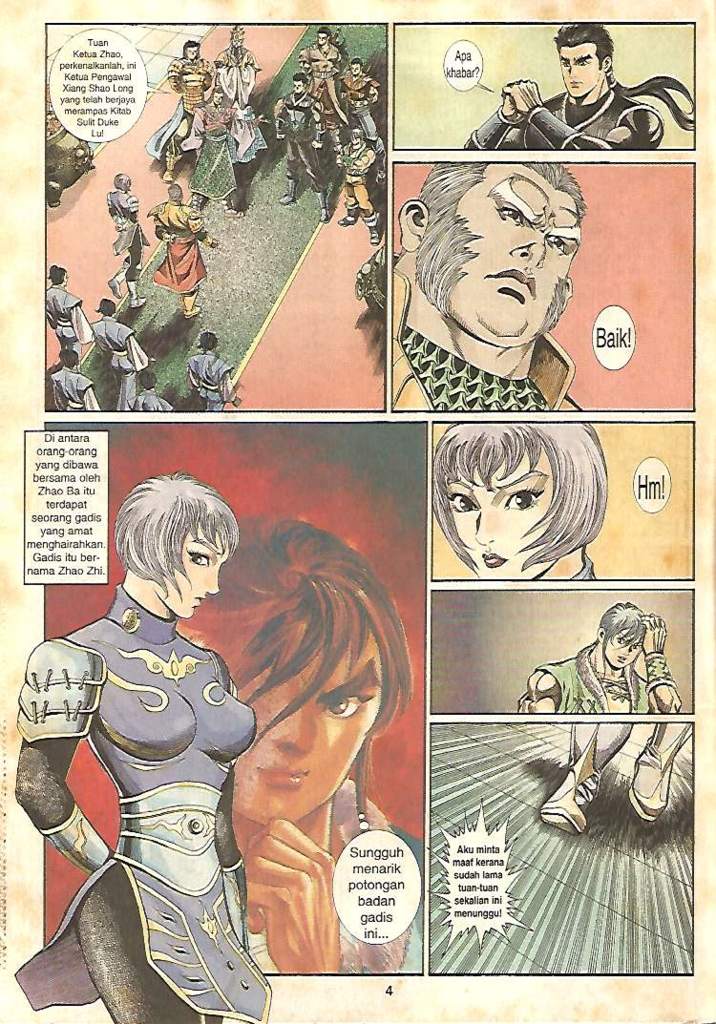 Tuan
Ketua Zhao,
perkenalkanlah, ini
Ketua Pengawal
Xiang Shao Long
yang telah berjaya
merampas Kitab
Sulit Duke
Lu!
Apa
khabar?
Baik!
Di antara
orang-orang
yang dibawa
bersama oleh
Zhao Ba itu
terdapat
seorang gadis
yang amat
menghairahkan.
Gadis itu ber-
nama Zhao Zhi.
Hm!
Sungguh
menarik
potongan
badan
gadis
ini...
Aku minta
maaf kerana
sudah lama
tuan-tuan
sekalian ini
menunggu!
4